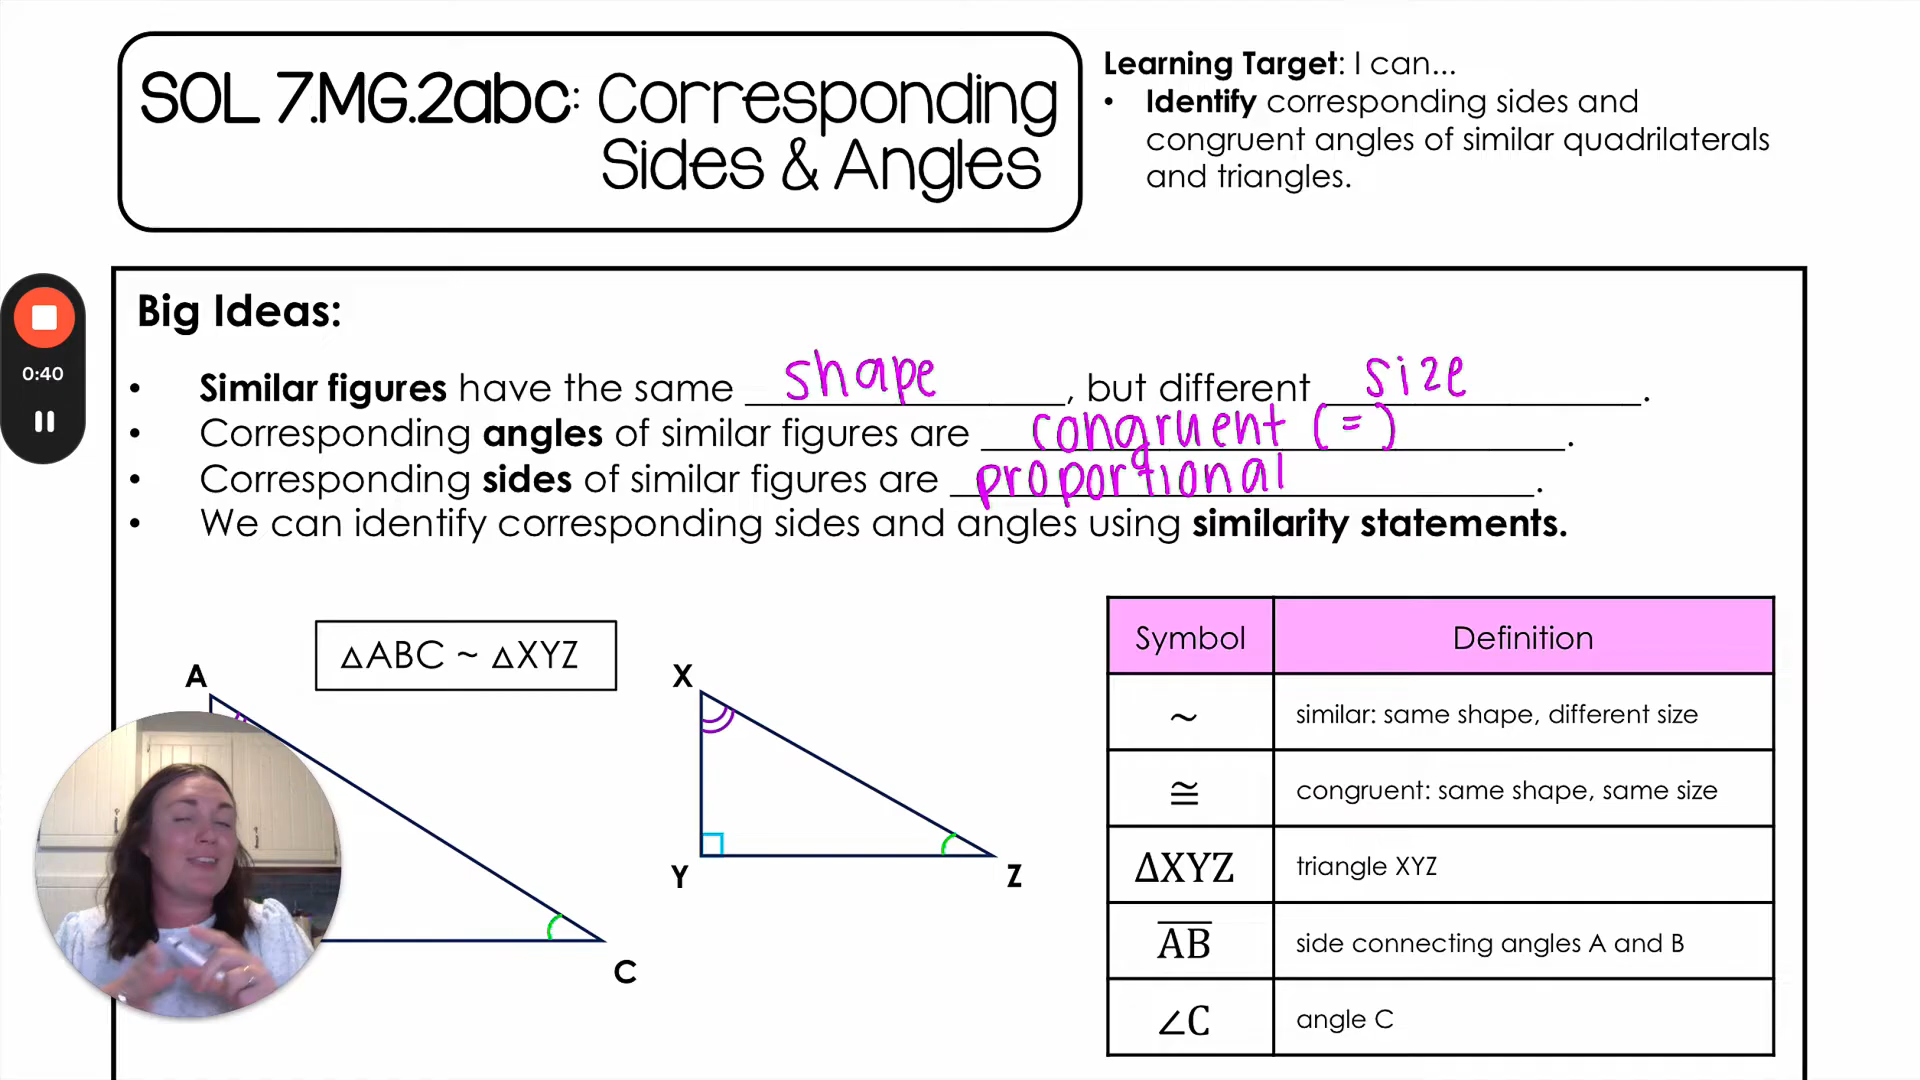 SOL 7.MG.2abc: Corresponding
Sides & Angles
Learning Target: I can...
• Identify corresponding sides and
congruent angles of similar quadrilaterals
and triangles.
0:40
Big Ideas:
• Similar figures have the same shape, but different size.
• Corresponding angles of similar figures are congruent (=).
• Corresponding sides of similar figures are proportional.
• We can identify corresponding sides and angles using similarity statements.
△ABC ~ △XYZ
A
C
X
Y
Z
Symbol Definition
~ similar: same shape, different size
≅ congruent: same shape, same size
ΔXYZ triangle XYZ
A̅B̅ side connecting angles A and B
∠C angle C